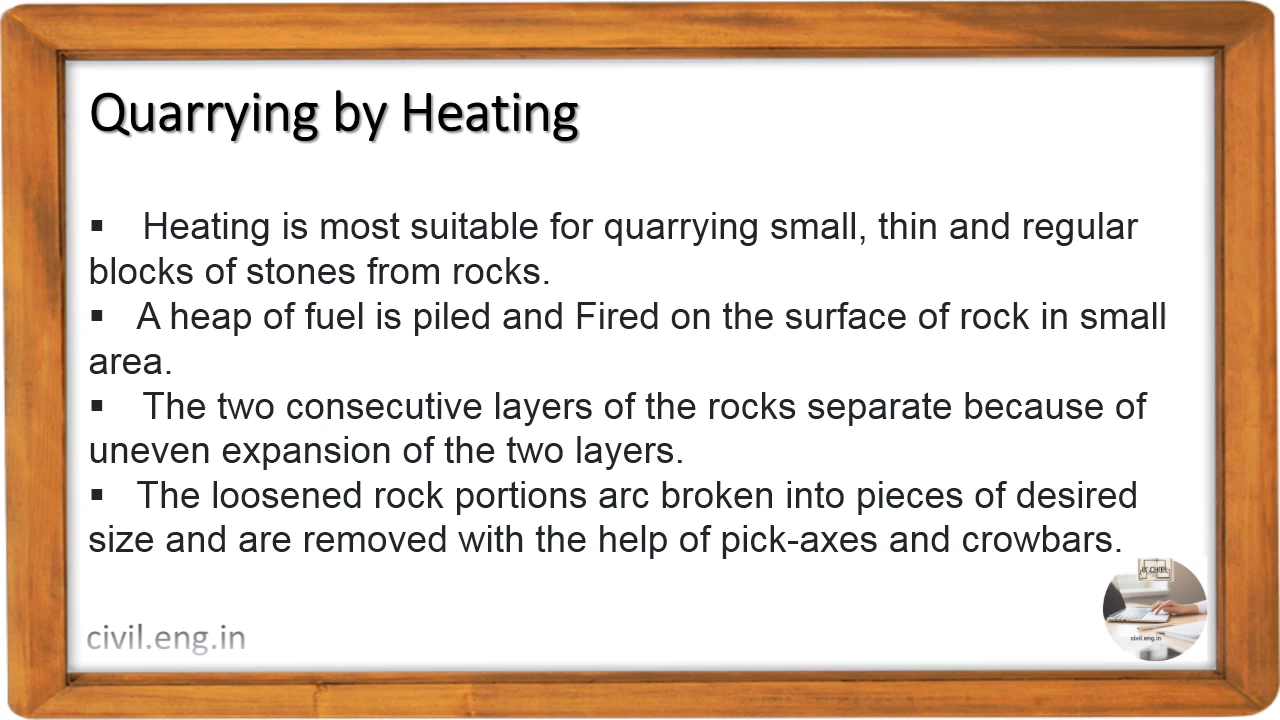 Quarrying by Heating
▪ Heating is most suitable for quarrying small, thin and regular
blocks of stones from rocks.
▪ A heap of fuel is piled and Fired on the surface of rock in small
area.
▪ The two consecutive layers of the rocks separate because of
uneven expansion of the two layers.
▪ The loosened rock portions arc broken into pieces of desired
size and are removed with the help of pick-axes and crowbars.
civil.eng.in
civil.eng.in